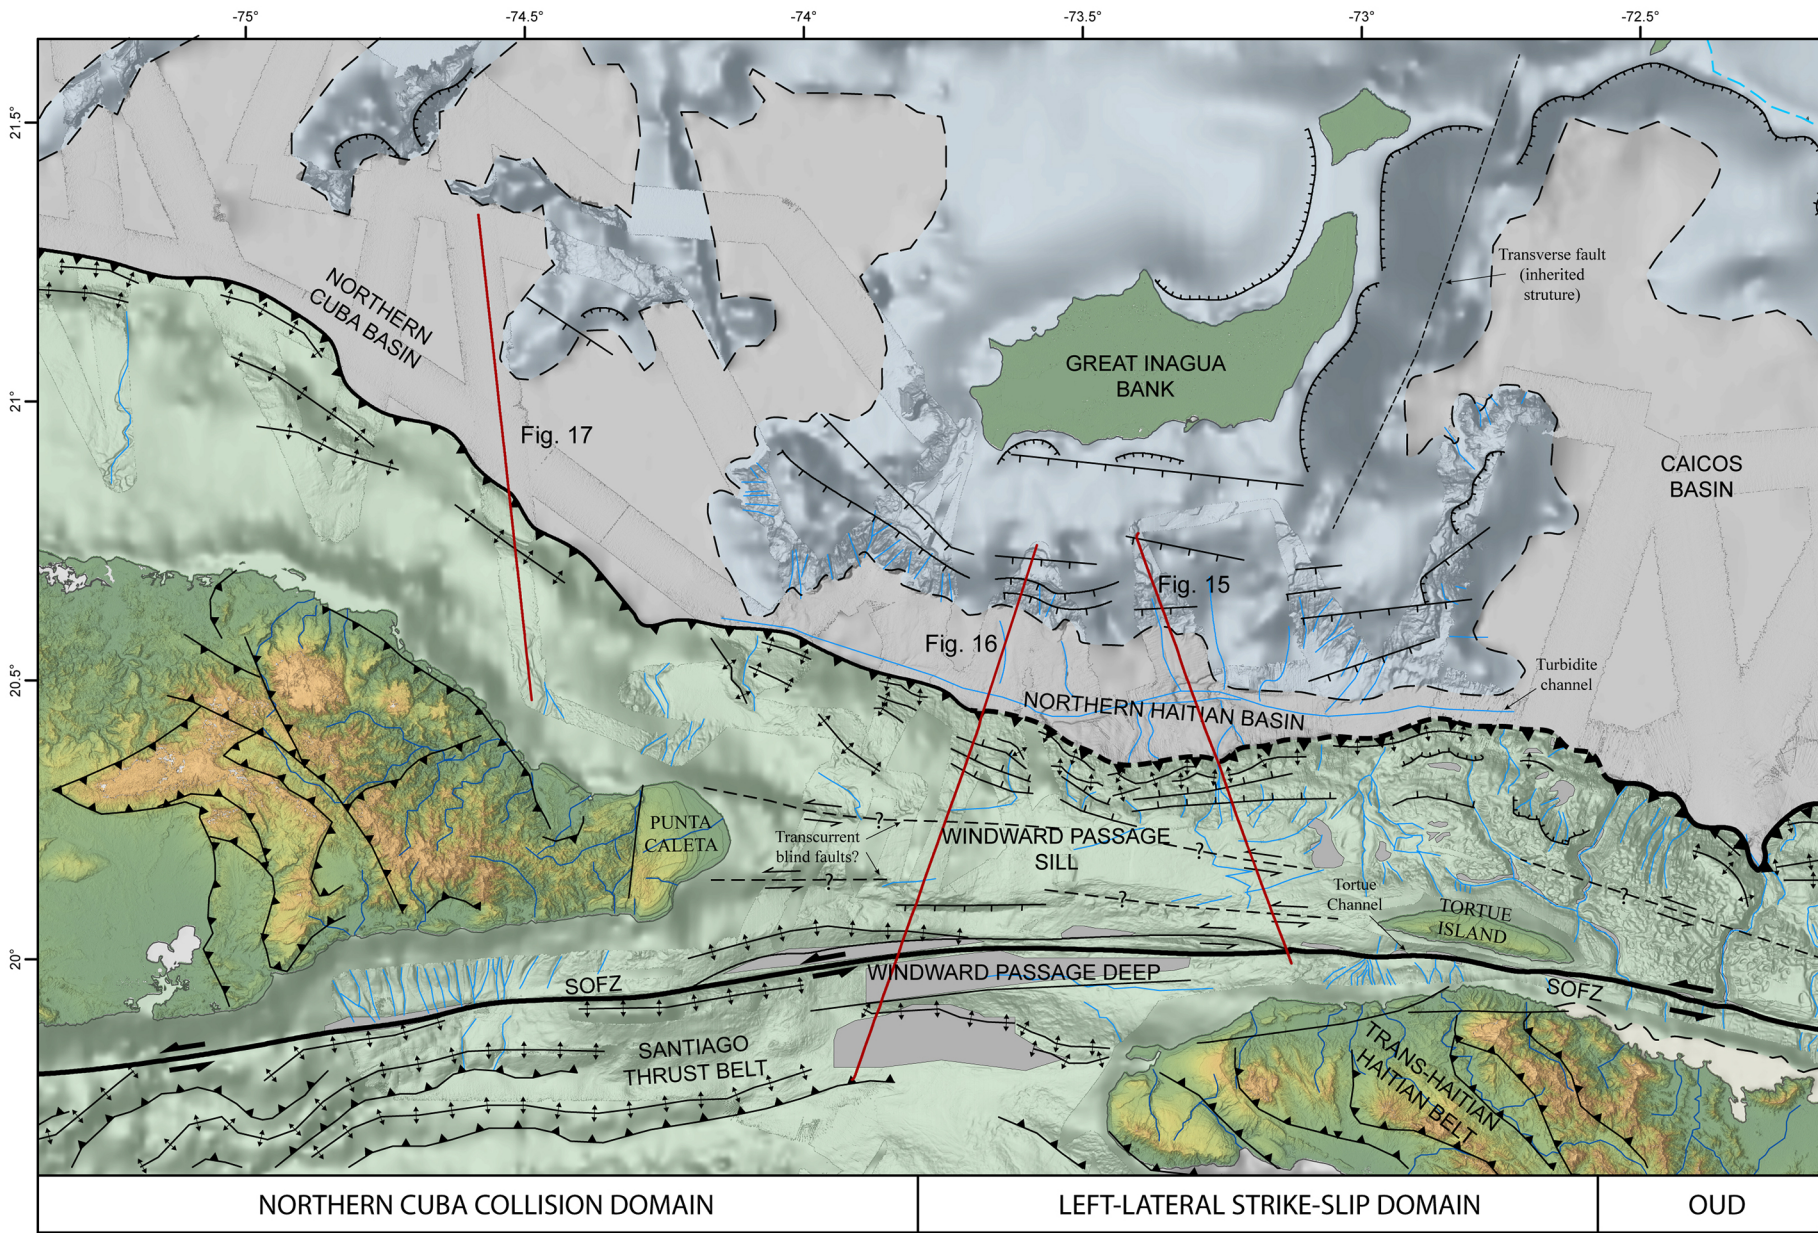 -75°
-74.5°
-74°
-73.5°
-73°
-72.5°
21.5°
21°
20.5°
20°
NORTHERN
CUBA BASIN
Transverse fault
(inherited
struture)
GREAT INAGUA
BANK
Fig. 17
CAICOS
BASIN
Fig. 15
Fig. 16
Turbidite
channel
NORTHERN HAITIAN BASIN
PUNTA
CALETA
?
Transcurrent
blind faults?
?
WINDWARD PASSAGE
SILL
?
?
?
Tortue
Channel
TORTUE
ISLAND
WINDWARD PASSAGE DEEP
SOFZ
SOFZ
SANTIAGO
THRUST BELT
TRANS-HAITIAN
HAITIAN BELT
NORTHERN CUBA COLLISION DOMAIN
LEFT-LATERAL STRIKE-SLIP DOMAIN
OUD